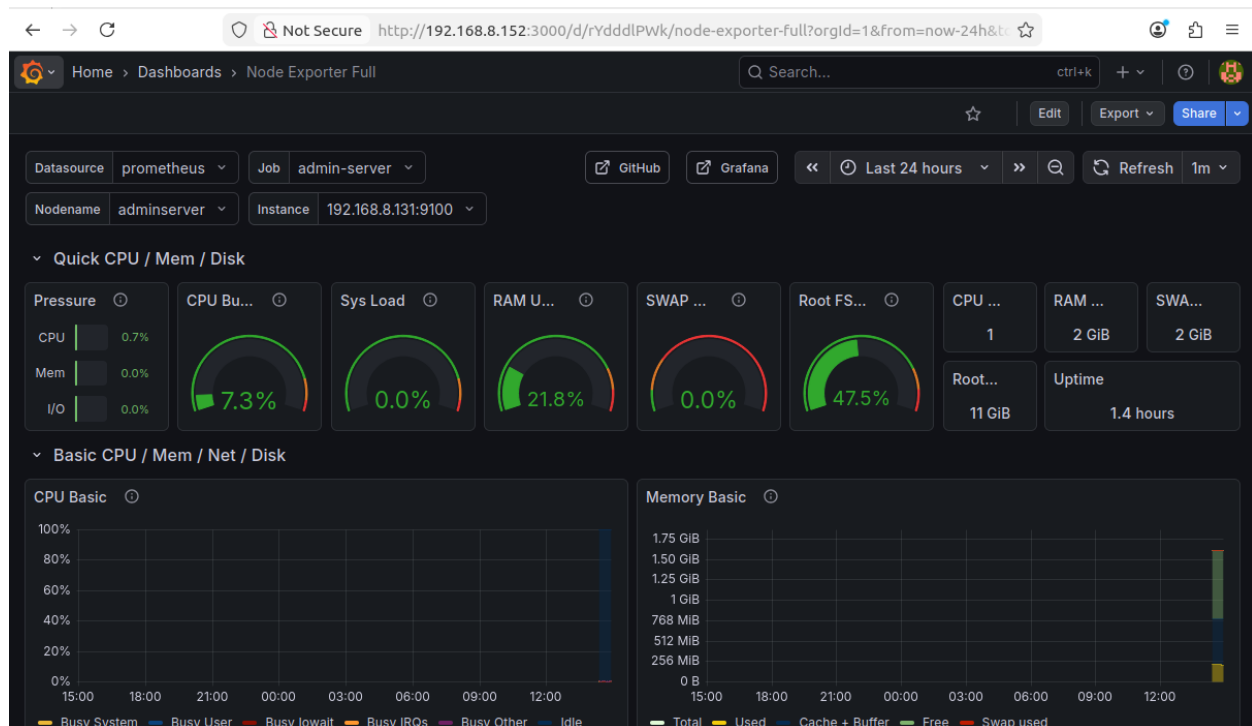 Not Secure http://192.168.8.152:3000/d/rYdddlPWk/node-exporter-full?orgId=1&from=now-24h&t
Home › Dashboards › Node Exporter Full Search... ctrl+k
Edit Export Share
Datasource prometheus Job admin-server GitHub Grafana Last 24 hours Refresh 1m
Nodename adminserver Instance 192.168.8.131:9100
Quick CPU / Mem / Disk
Pressure CPU Bu... Sys Load RAM U... SWAP ... Root FS... CPU ... RAM ... SWA...
CPU 0.7% 1 2 GiB 2 GiB
Mem 0.0% Root... Uptime
I/O 0.0% 7.3% 0.0% 21.8% 0.0% 47.5% 11 GiB 1.4 hours
Basic CPU / Mem / Net / Disk
CPU Basic
100%
80%
60%
40%
20%
0%
15:00 18:00 21:00 00:00 03:00 06:00 09:00 12:00
Busy System Busy User Busy Iowait Busy IRQs Busy Other Idle
Memory Basic
1.75 GiB
1.50 GiB
1.25 GiB
1 GiB
768 MiB
512 MiB
256 MiB
0 B
15:00 18:00 21:00 00:00 03:00 06:00 09:00 12:00
Total Used Cache + Buffer Free Swap used